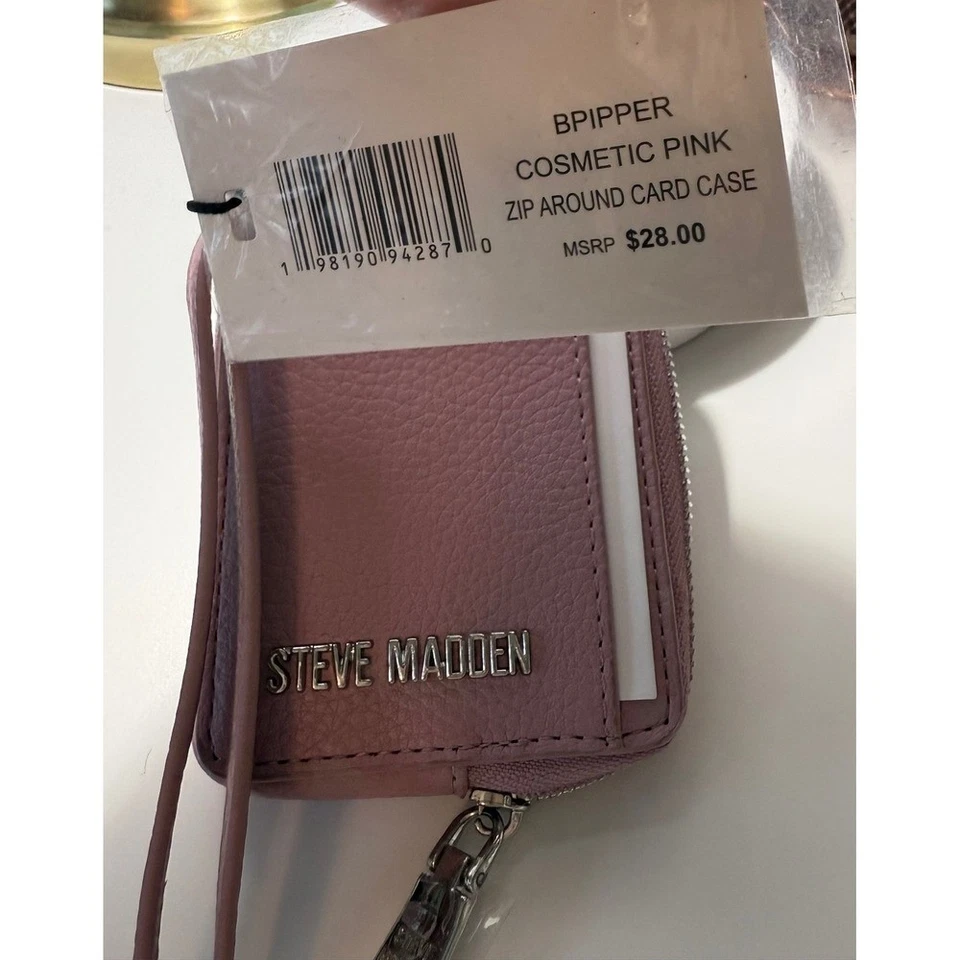 BPIPPER
COSMETIC PINK
ZIP AROUND CARD CASE
MSRP $28.00
1 98190 94287 0
STEVE MADDEN